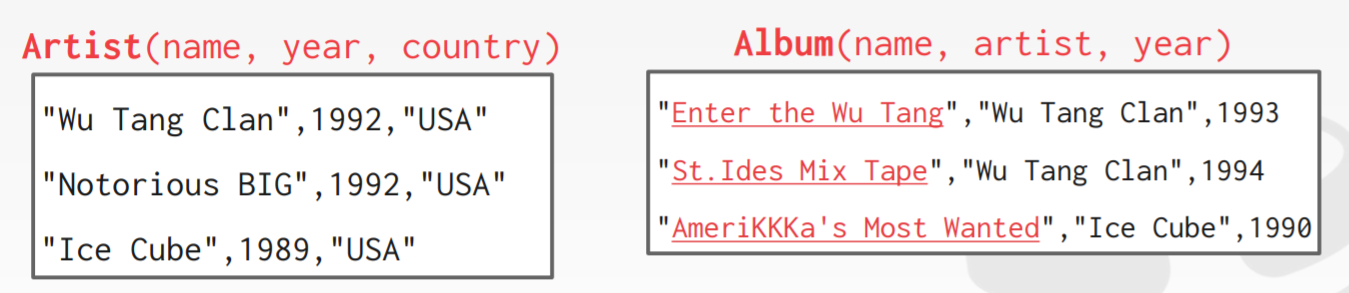 Artist(name, year, country)
"Wu Tang Clan",1992,"USA"
"Notorious BIG",1992,"USA"
"Ice Cube",1989,"USA"
Album(name, artist, year)
"Enter the Wu Tang","Wu Tang Clan",1993
"St.Ides Mix Tape","Wu Tang Clan",1994
"AmeriKKKa's Most Wanted","Ice Cube",1990